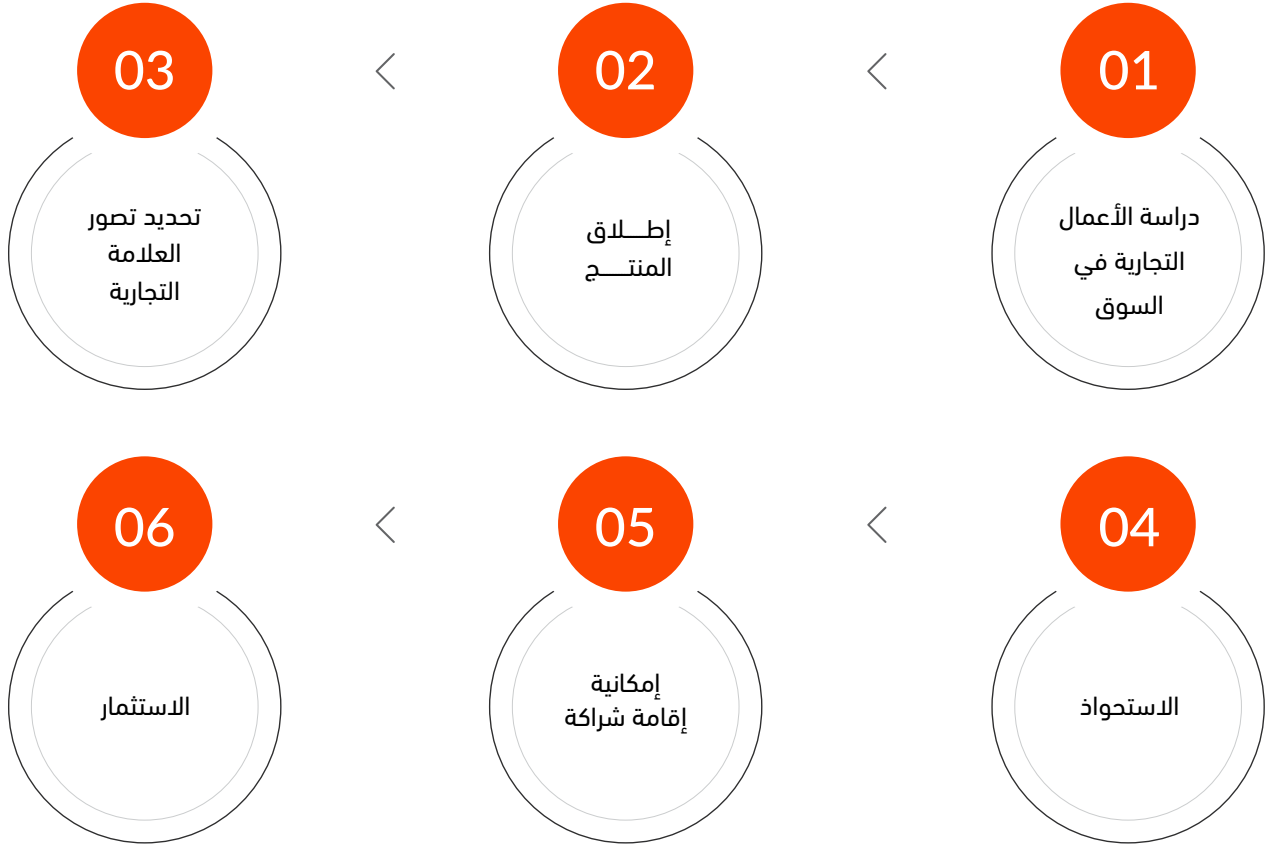 01
دراسة الأعمال
التجارية في
السوق
02
إطـــلاق
المنتــــج
03
تحديد تصور
العلامة
التجارية
04
الاستحواذ
05
إمكانية
إقامة شراكة
06
الاستثمار